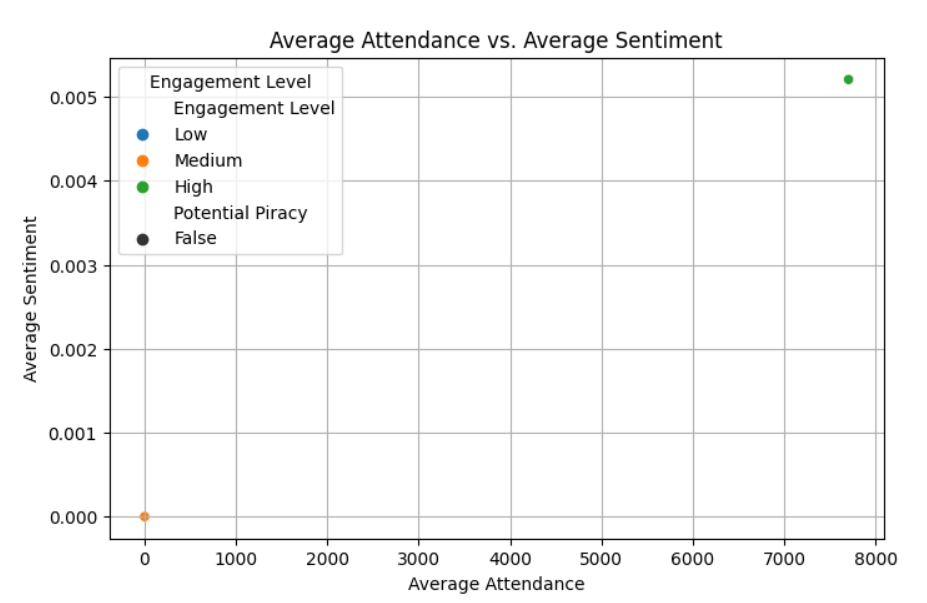 Average Attendance vs. Average Sentiment
Engagement Level
Engagement Level
Low
Medium
High
Potential Piracy
False
Average Sentiment
0.005
0.004
0.003
0.002
0.001
0.000
0 1000 2000 3000 4000 5000 6000 7000 8000
Average Attendance